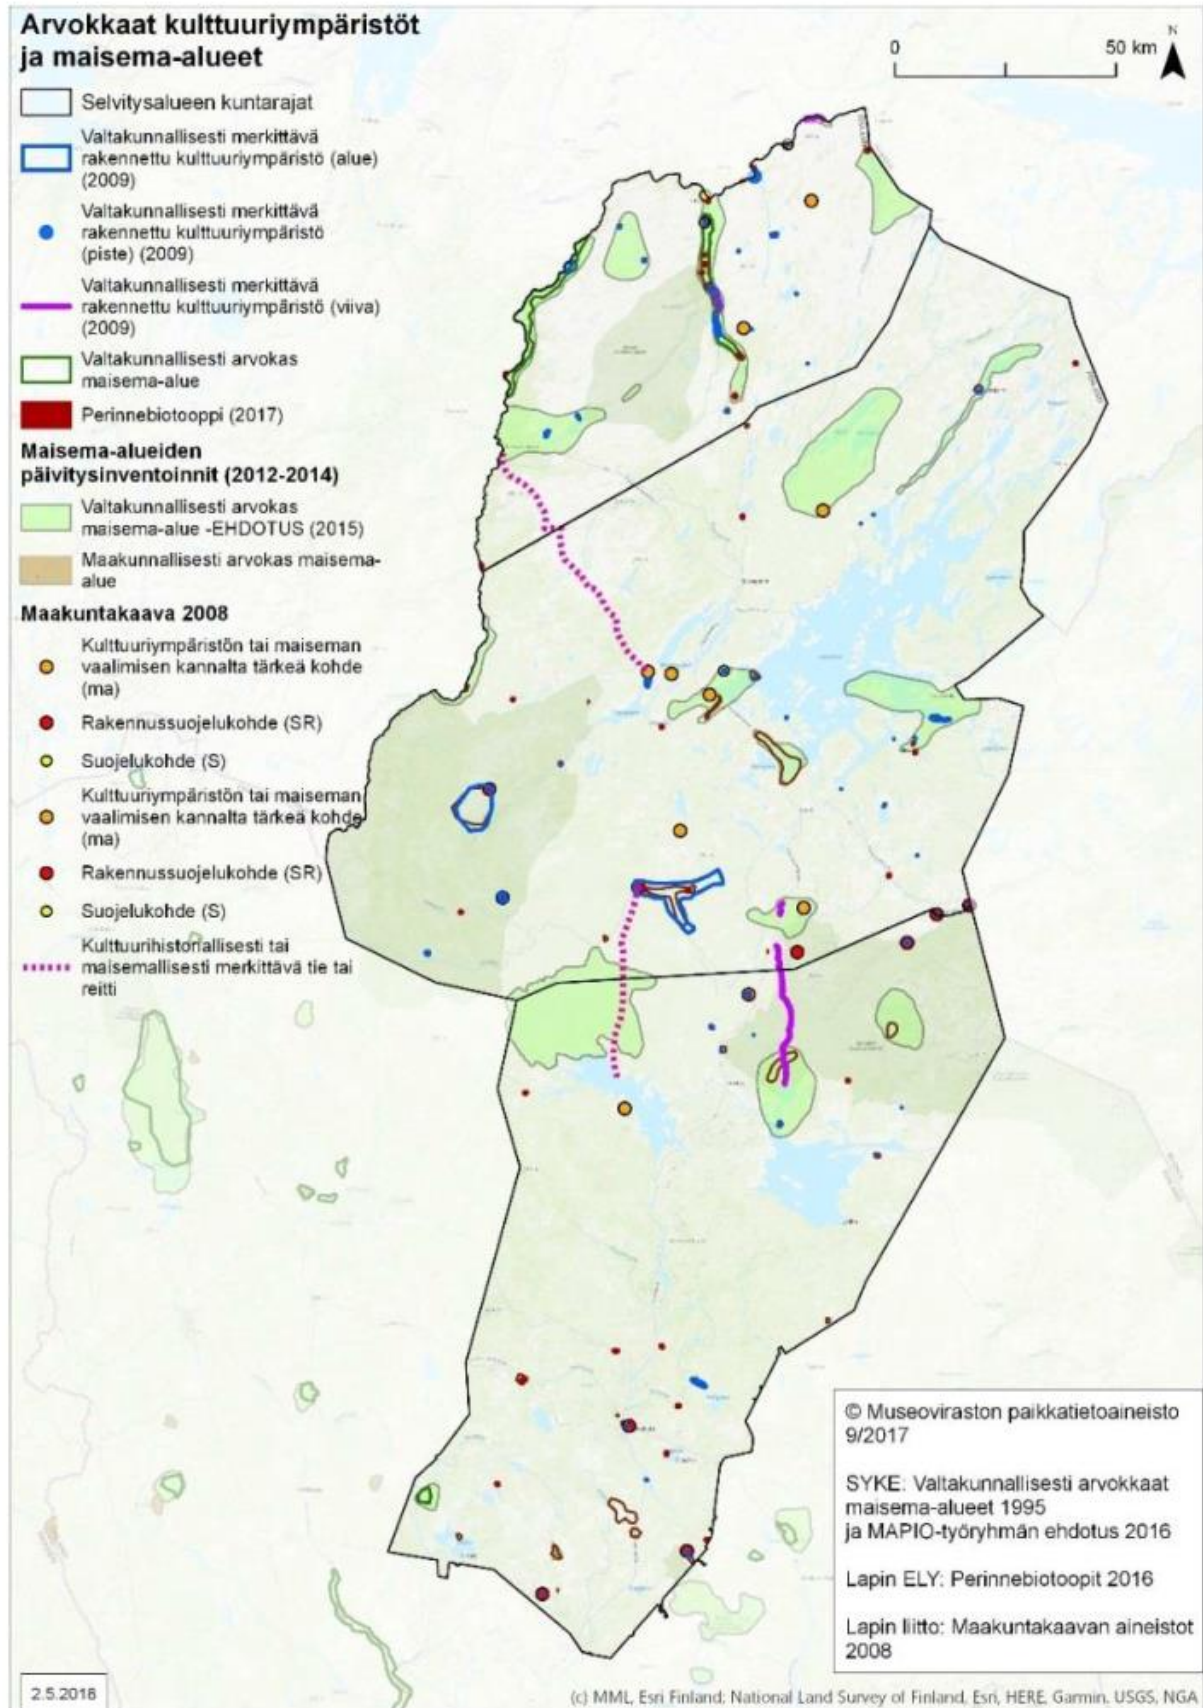 Arvokkaat kulttuuriympäristöt
ja maisema-alueet
Selvitysalueen kuntarajat
Valtakunnallisesti merkittävä
rakennettu kulttuuriympäristö (alue)
(2009)
Valtakunnallisesti merkittävä
rakennettu kulttuuriympäristö
(piste) (2009)
Valtakunnallisesti merkittävä
rakennettu kulttuuriympäristö (viiva)
(2009)
Valtakunnallisesti arvokas
maisema-alue
Perinnebiotooppi (2017)
Maisema-alueiden
päivitysinventoinnit (2012-2014)
Valtakunnallisesti arvokas
maisema-alue -EHDOTUS (2015)
Maakunnallisesti arvokas maisema-
alue
Maakuntakaava 2008
Kulttuuriympäristön tai maiseman
vaalimisen kannalta tärkeä kohde
(ma)
Rakennussuojelukohde (SR)
Suojelukohde (S)
Kulttuuriympäristön tai maiseman
vaalimisen kannalta tärkeä kohde
(ma)
Rakennussuojelukohde (SR)
Suojelukohde (S)
Kulttuurihistoriallisesti tai
maisemallisesti merkittävä tie tai
reitti
0 50 km
N
© Museoviraston paikkatietoaineisto
9/2017
SYKE: Valtakunnallisesti arvokkaat
maisema-alueet 1995
ja MAPIO-työryhmän ehdotus 2016
Lapin ELY: Perinnebiotoopit 2016
Lapin liitto: Maakuntakaavan aineistot
2008
2.5.2018
(c) MML, Esri Finland; National Land Survey of Finland, Esri, HERE, Garmin, USGS, NGA